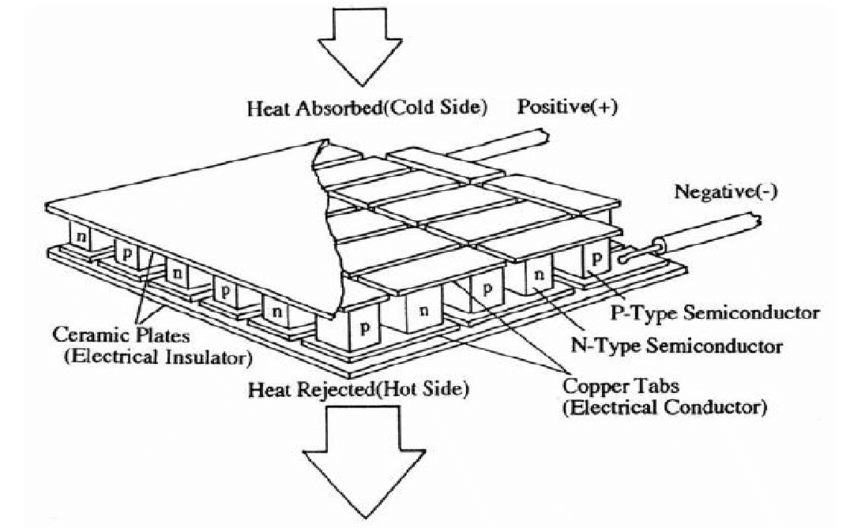 Heat Absorbed(Cold Side)
Positive(+)
Negative(-)
n
p
n
p
n
p
n
p
n
p
P-Type Semiconductor
N-Type Semiconductor
Ceramic Plates
(Electrical Insulator)
Copper Tabs
(Electrical Conductor)
Heat Rejected(Hot Side)